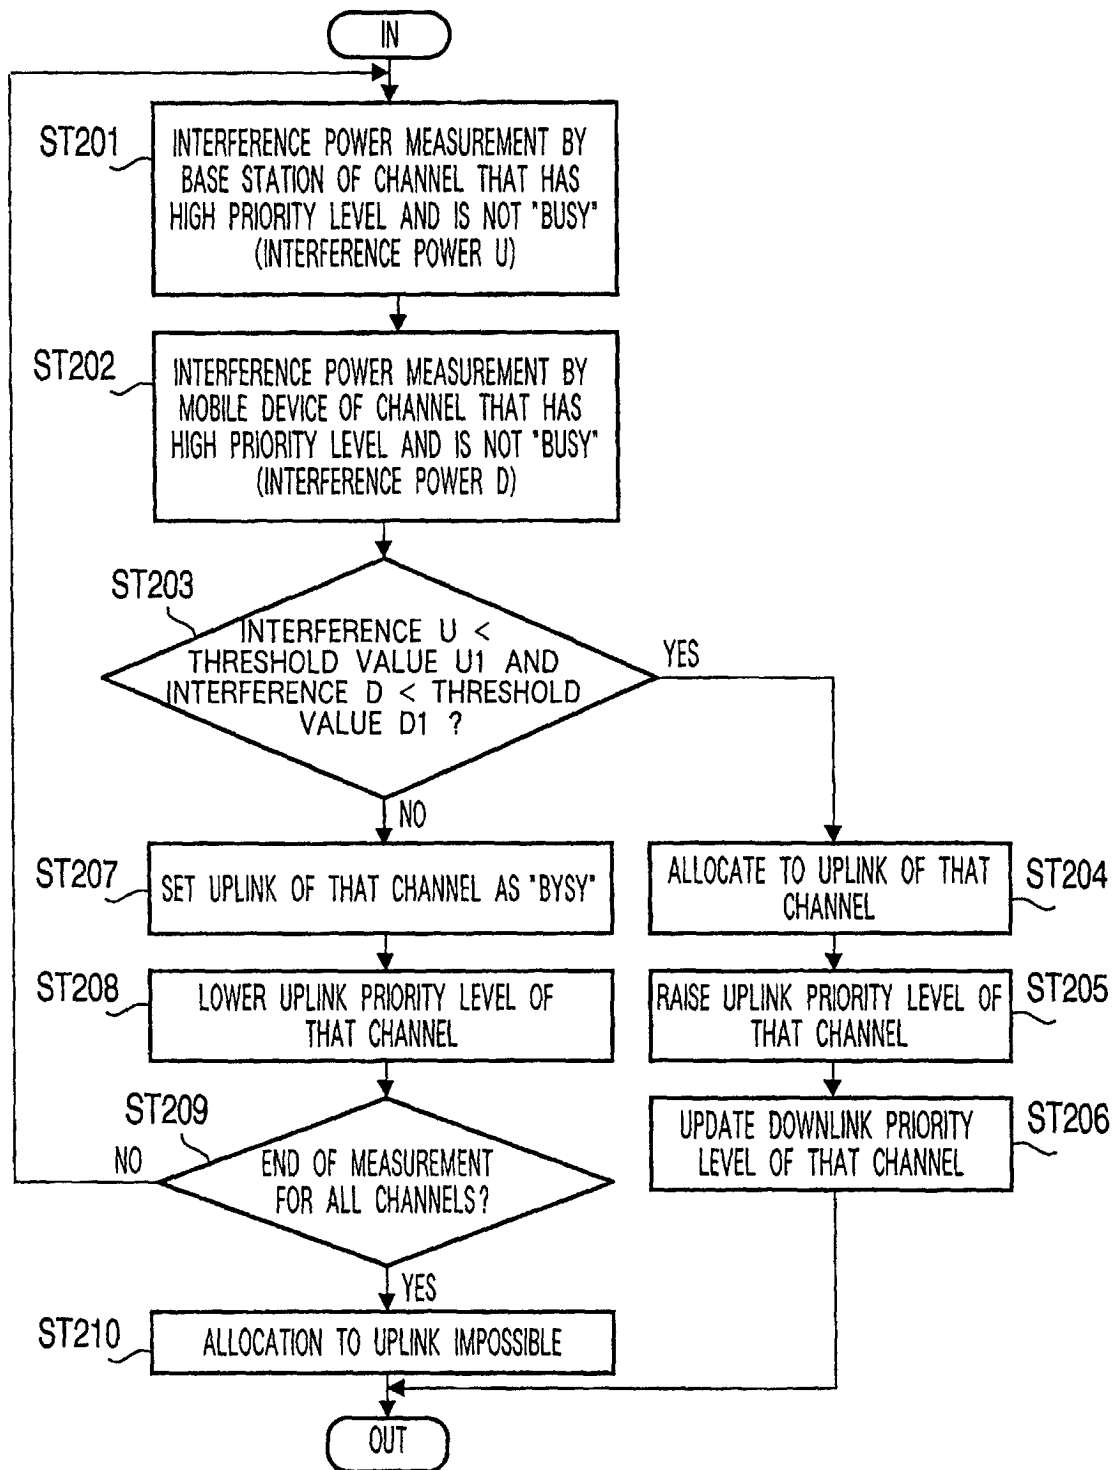 IN
ST201
INTERFERENCE POWER MEASUREMENT BY
BASE STATION OF CHANNEL THAT HAS
HIGH PRIORITY LEVEL AND IS NOT "BUSY"
(INTERFERENCE POWER U)
ST202
INTERFERENCE POWER MEASUREMENT BY
MOBILE DEVICE OF CHANNEL THAT HAS
HIGH PRIORITY LEVEL AND IS NOT "BUSY"
(INTERFERENCE POWER D)
ST203
INTERFERENCE U <
THRESHOLD VALUE U1 AND
INTERFERENCE D < THRESHOLD
VALUE D1 ?
YES
NO
ST207
SET UPLINK OF THAT CHANNEL AS "BYSY"
ALLOCATE TO UPLINK OF THAT
CHANNEL
ST204
ST208
LOWER UPLINK PRIORITY LEVEL OF
THAT CHANNEL
RAISE UPLINK PRIORITY LEVEL OF
THAT CHANNEL
ST205
ST209
NO
END OF MEASUREMENT
FOR ALL CHANNELS?
UPDATE DOWNLINK PRIORITY
LEVEL OF THAT CHANNEL
ST206
YES
ST210
ALLOCATION TO UPLINK IMPOSSIBLE
OUT